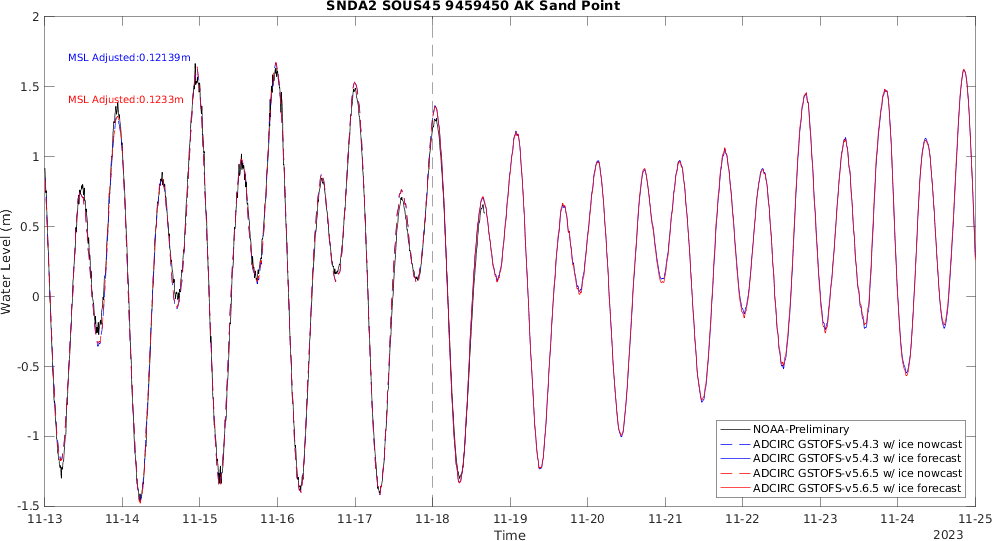 SNDA2 SOUS45 9459450 AK Sand Point
Water Level (m)
2
1.5
1
0.5
0
-0.5
-1
-1.5
MSL Adjusted:0.12139m
MSL Adjusted:0.1233m
NOAA-Preliminary
ADCIRC GSTOFS-v5.4.3 w/ ice nowcast
ADCIRC GSTOFS-v5.4.3 w/ ice forecast
ADCIRC GSTOFS-v5.6.5 w/ ice nowcast
ADCIRC GSTOFS-v5.6.5 w/ ice forecast
11-13 11-14 11-15 11-16 11-17 11-18 11-19 11-20 11-21 11-22 11-23 11-24 11-25
Time
2023